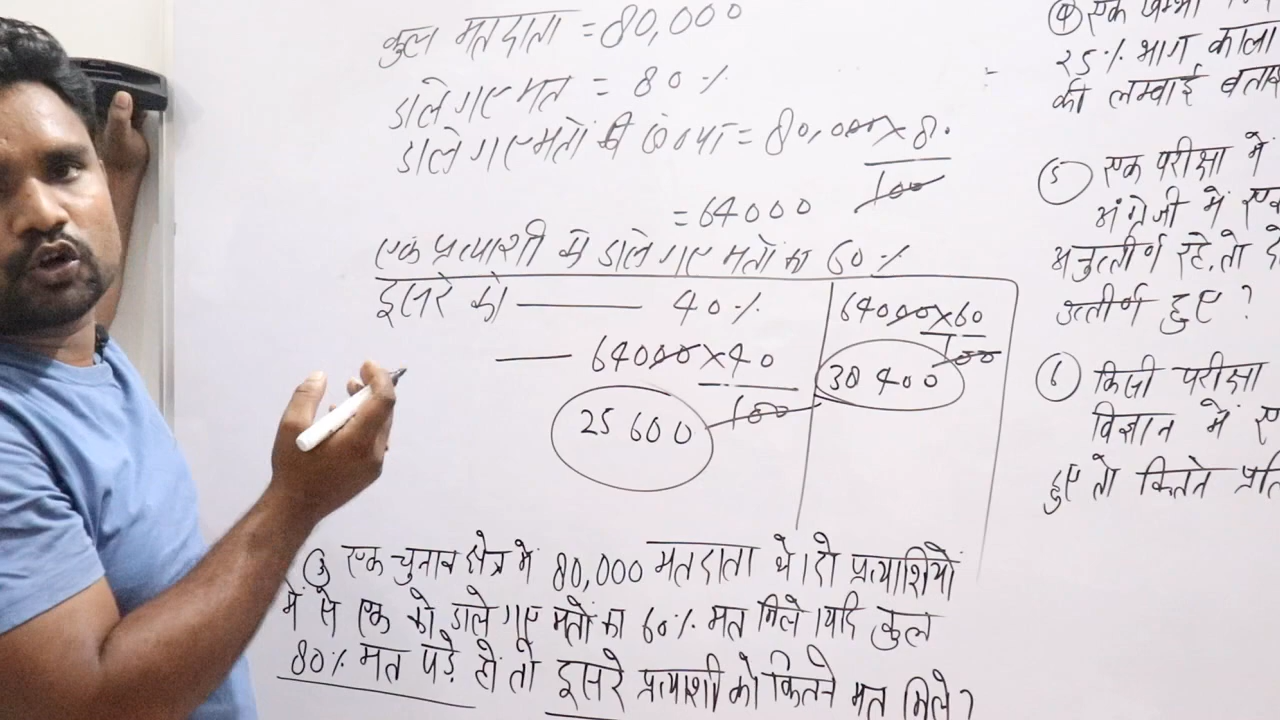 कुल मतदाता = 80,000
डाले गए मत = 80%
डाले गए मतों की संख्या = 80,000 × 80
100
= 64000
एक प्रत्याशी को डाले गए मतों का 60%
दूसरे को — 40%
— 64000 × 40
100
25600
64000 × 60
100
38400
③ एक चुनाव क्षेत्र में 80,000 मतदाता थे। दो प्रत्याशियों
में से एक को डाले गए मतों का 60% मत मिले। यदि कुल
80% मत पड़े हों तो दूसरे प्रत्याशी को कितने मत मिले?
④ एक खम्भा
25% भाग काला
की लम्बाई
⑤ एक परीक्षा में
अंग्रेजी में
अनुत्तीर्ण रहे, तो
उत्तीर्ण हुए?
⑥ किसी परीक्षा
विज्ञान में
हुए तो कितने